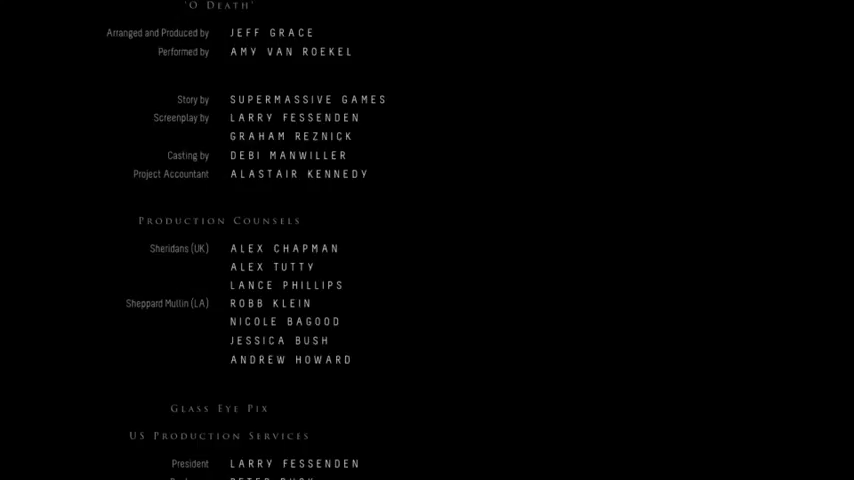 'O Death'
Arranged and Produced by JEFF GRACE
Performed by AMY VAN ROEKEL
Story by SUPERMASSIVE GAMES
Screenplay by LARRY FESSENDEN
GRAHAM REZNICK
Casting by DEBI MANWILLER
Project Accountant ALASTAIR KENNEDY
Production Counsels
Sheridans (UK) ALEX CHAPMAN
ALEX TUTTY
LANCE PHILLIPS
Sheppard Mullin (LA) ROBB KLEIN
NICOLE BAGOOD
JESSICA BUSH
ANDREW HOWARD
Glass Eye Pix
US Production Services
President LARRY FESSENDEN